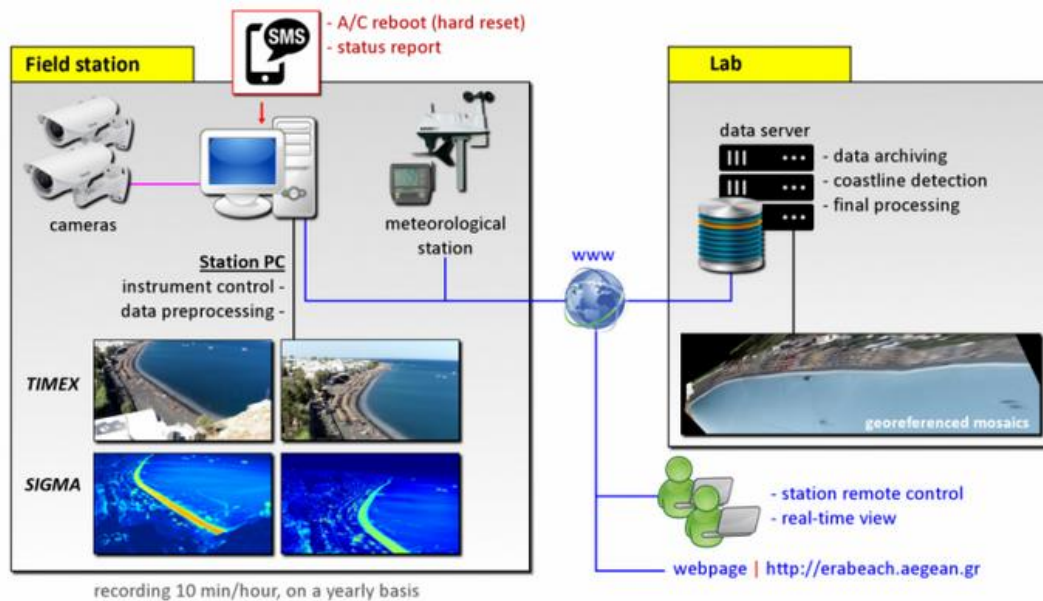 - A/C reboot (hard reset)
- status report
SMS
Field station
Lab
cameras
meteorological
station
data server
- data archiving
- coastline detection
- final processing
Station PC
instrument control -
data preprocessing -
www
TIMEX
SIGMA
georeferenced mosaics
- station remote control
- real-time view
webpage | http://erabeach.aegean.gr
recording 10 min/hour, on a yearly basis